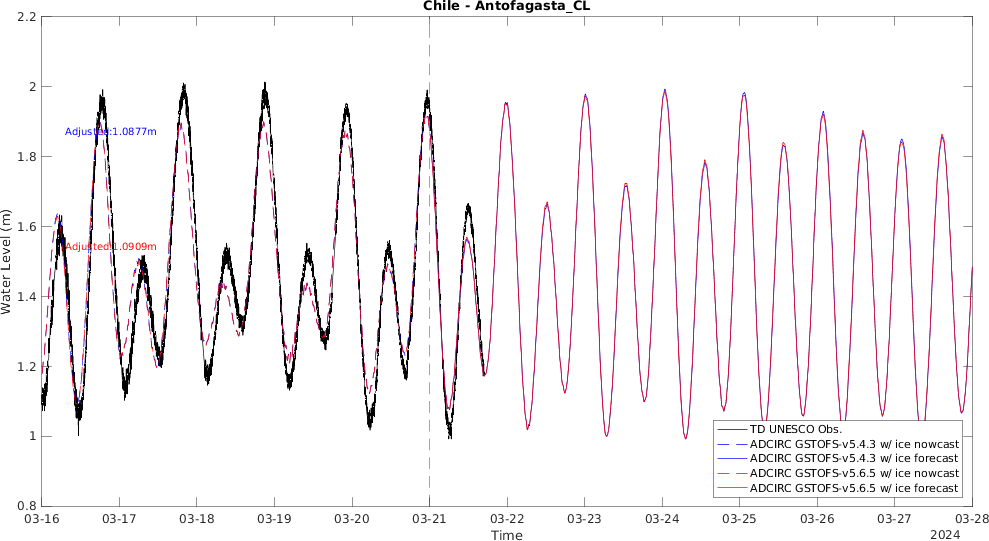 Chile - Antofagasta_CL
2.2
2
1.8
1.6
1.4
1.2
1
0.8
Water Level (m)
Adjusted:1.0877m
Adjusted:1.0909m
TD UNESCO Obs.
ADCIRC GSTOFS-v5.4.3 w/ ice nowcast
ADCIRC GSTOFS-v5.4.3 w/ ice forecast
ADCIRC GSTOFS-v5.6.5 w/ ice nowcast
ADCIRC GSTOFS-v5.6.5 w/ ice forecast
03-16 03-17 03-18 03-19 03-20 03-21 03-22 03-23 03-24 03-25 03-26 03-27 03-28
Time
2024